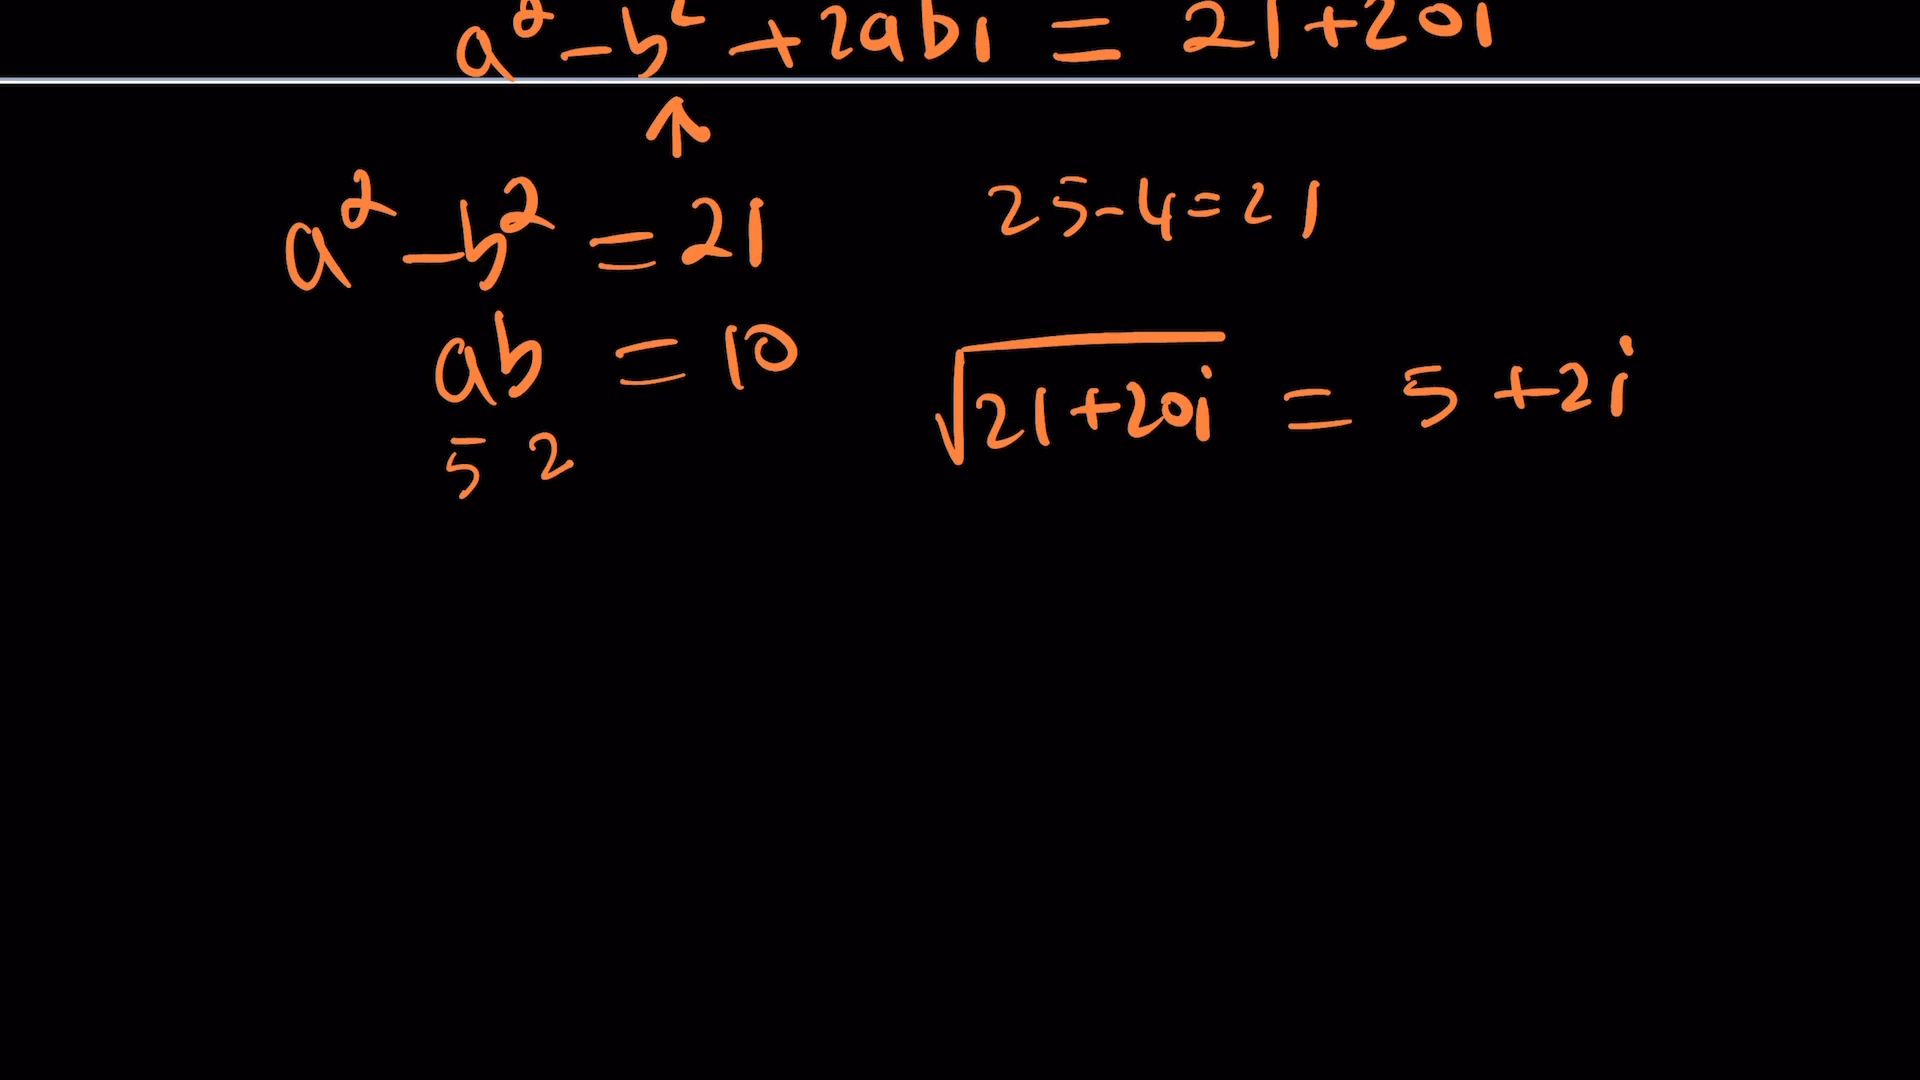 a² - b² + 2abi = 21 + 20i
↑
a² - b² = 21
25 - 4 = 21
ab = 10
5 2
√(21 + 20i) = 5 + 2i